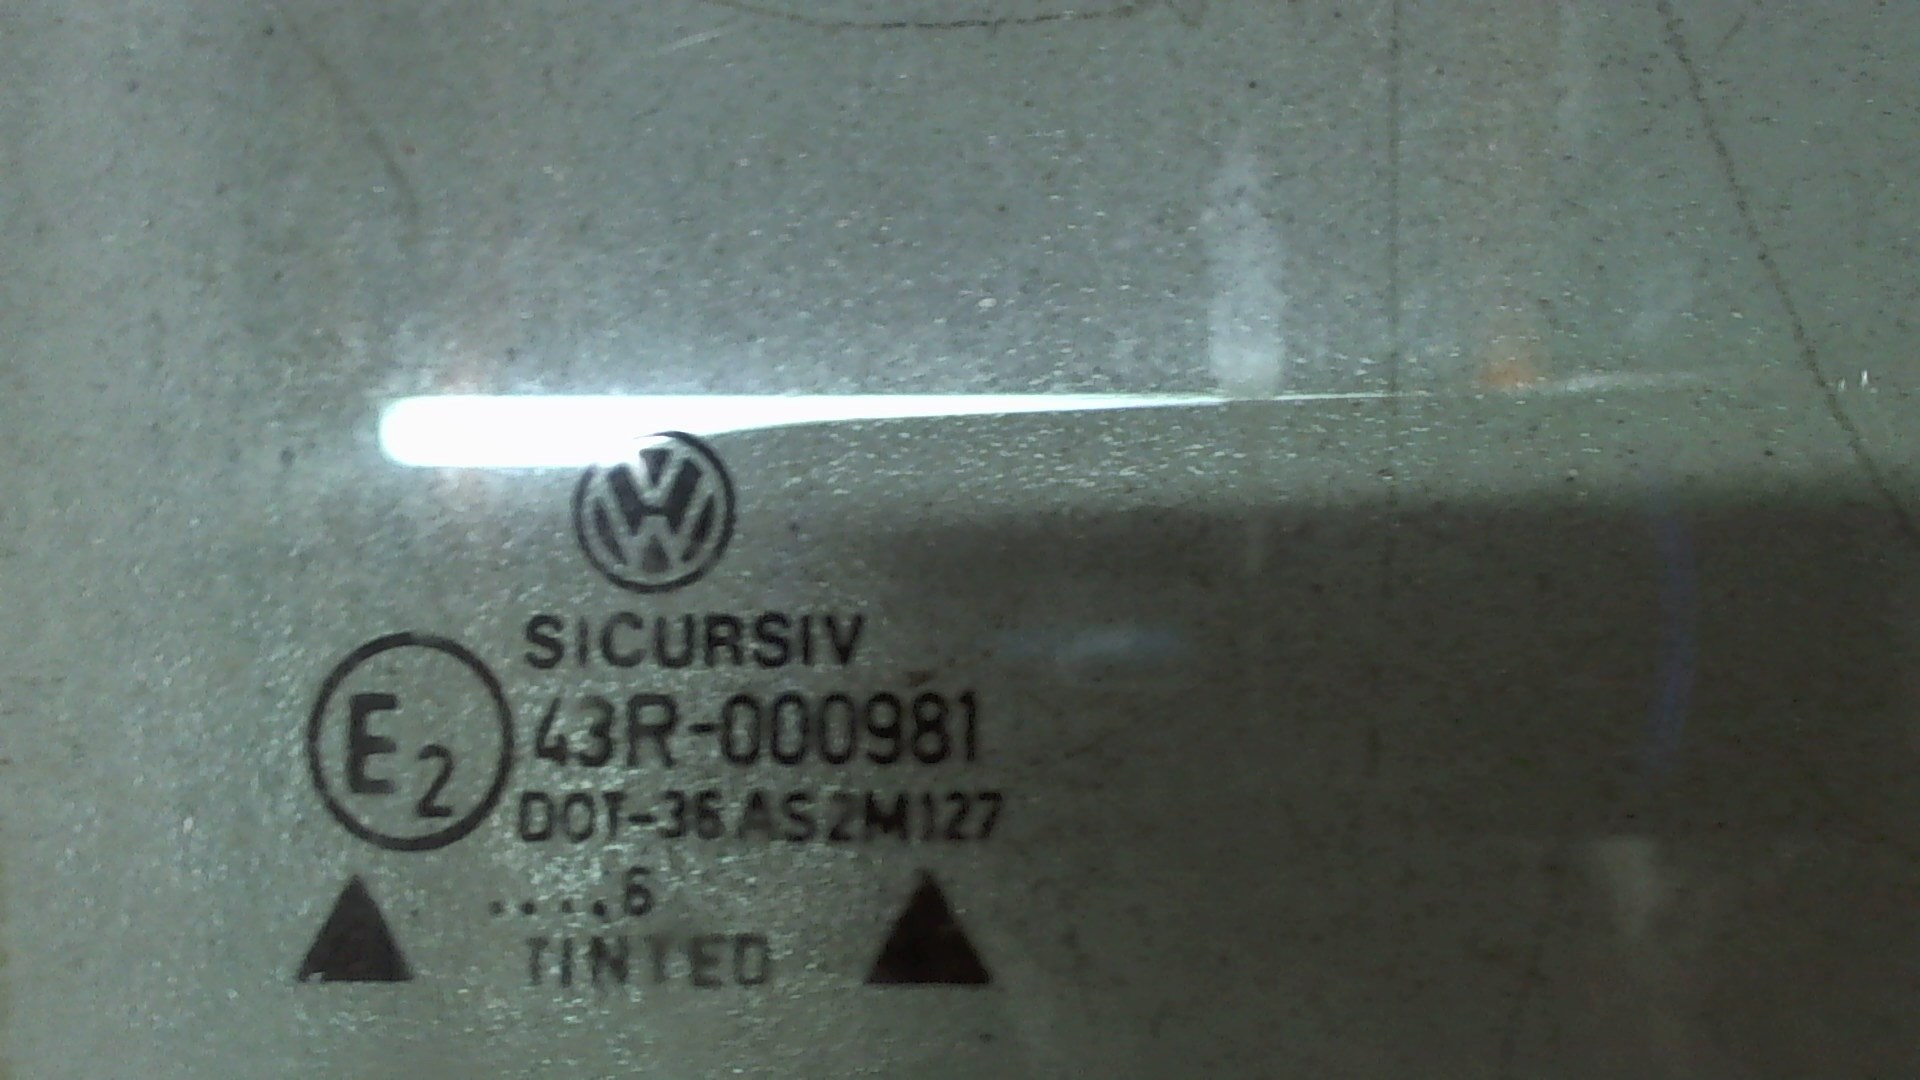 SICURSIV
E2
43R-000981
DOT-36 AS2M127
....6
TINTED